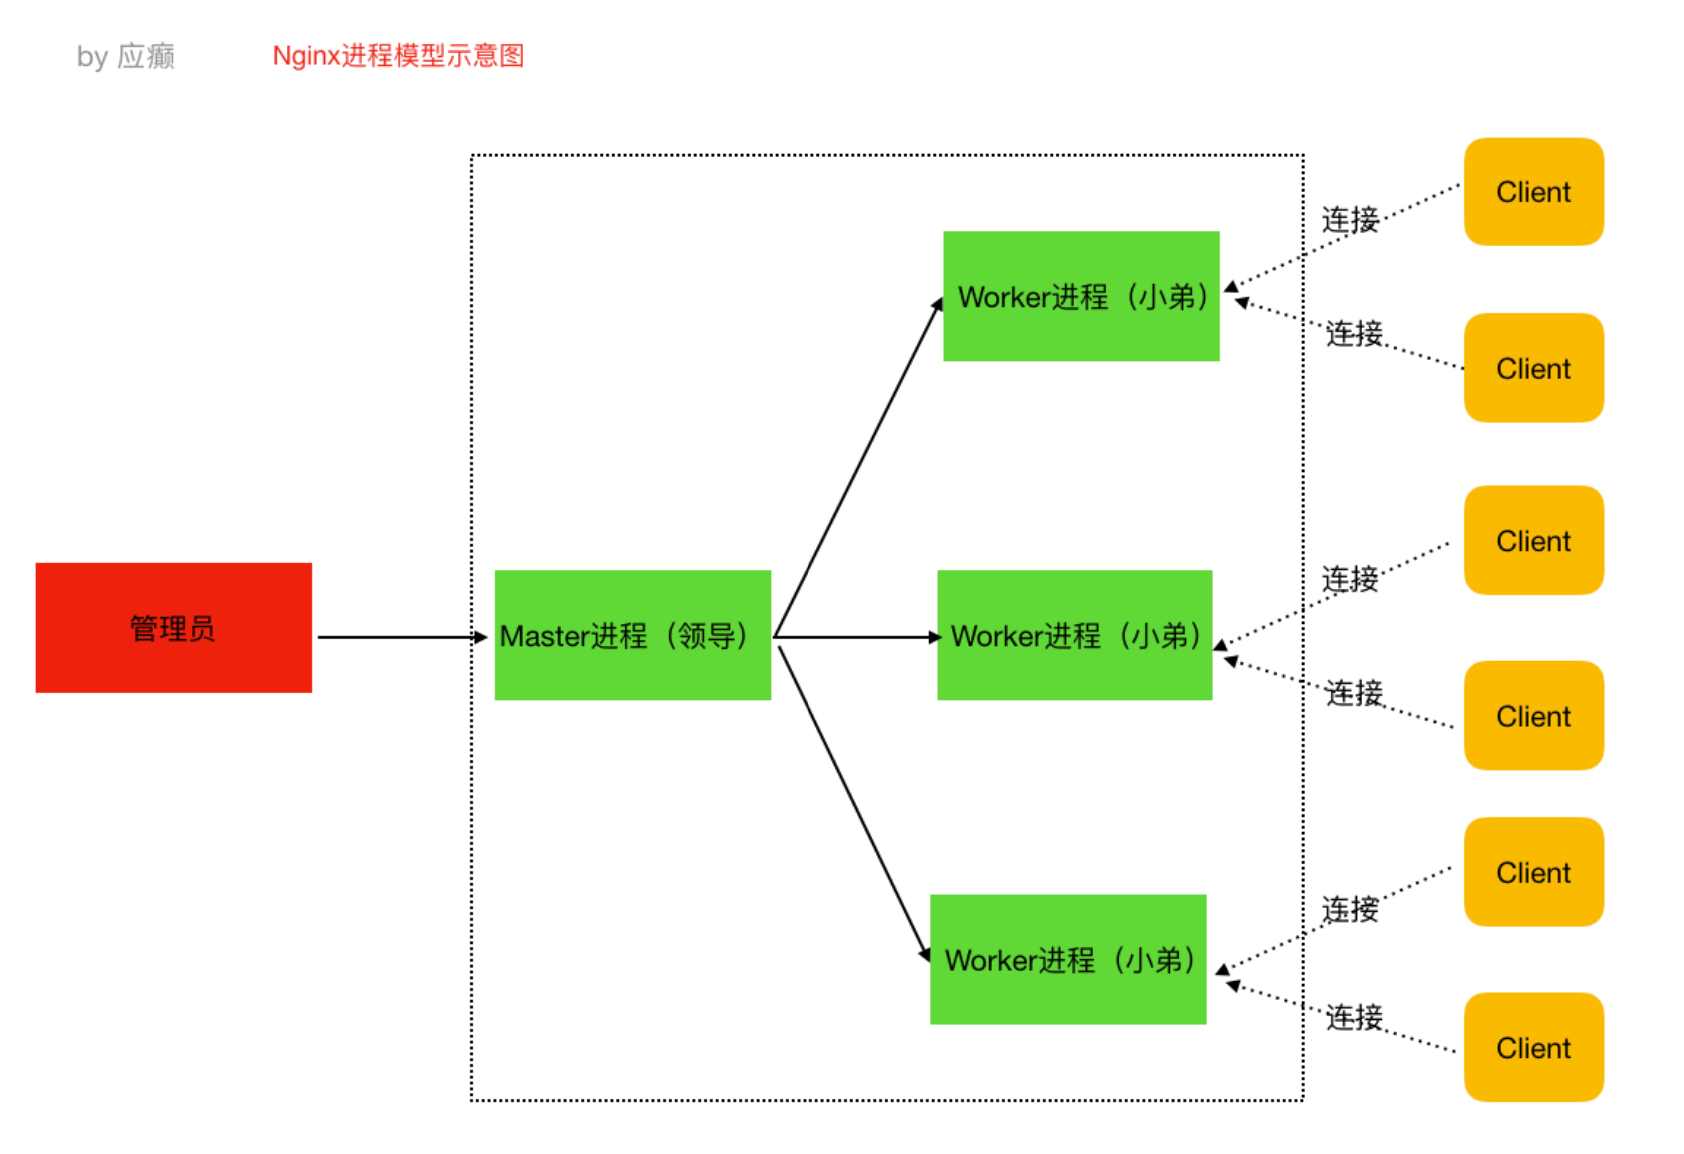 by 应癫
Nginx进程模型示意图
管理员
Master进程（领导）
Worker进程（小弟）
Worker进程（小弟）
Worker进程（小弟）
连接
连接
连接
连接
连接
连接
Client
Client
Client
Client
Client
Client